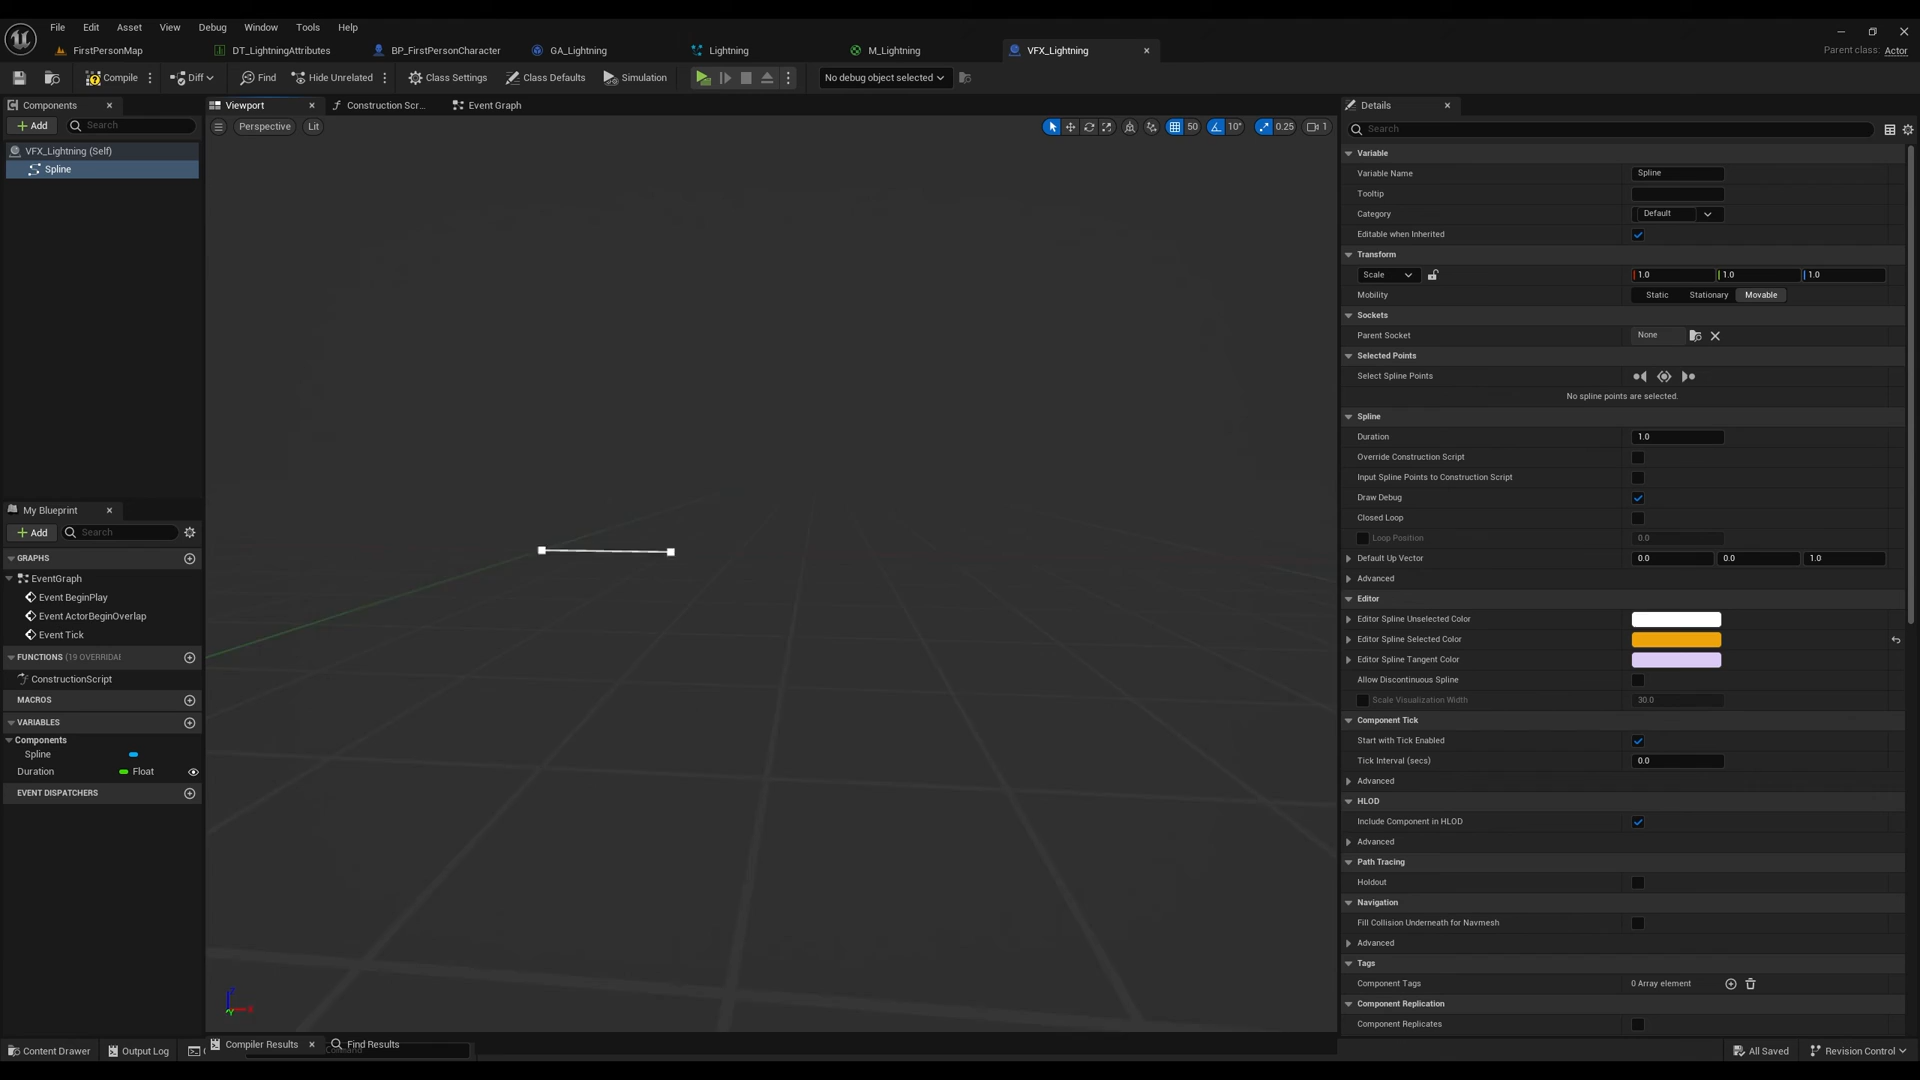 File Edit Asset View Debug Window Tools Help
FirstPersonMap DT_LightningAttributes BP_FirstPersonCharacter GA_Lightning Lightning M_Lightning VFX_Lightning
Parent class: Actor
Compile Diff Find Hide Unrelated Class Settings Class Defaults Simulation No debug object selected
Components
Add Search
VFX_Lightning (Self)
Spline
My Blueprint
Add Search
GRAPHS
EventGraph
Event BeginPlay
Event ActorBeginOverlap
Event Tick
FUNCTIONS (19 OVERRIDAI
ConstructionScript
MACROS
VARIABLES
Components
Spline
Duration Float
EVENT DISPATCHERS
Viewport Construction Scr... Event Graph
Perspective Lit
50 10° 0.25 1
Z X Y
Details
Search
Variable
Variable Name Spline
Tooltip
Category Default
Editable when Inherited
Transform
Scale 1.0 1.0 1.0
Mobility Static Stationary Movable
Sockets
Parent Socket None
Selected Points
Select Spline Points
No spline points are selected.
Spline
Duration 1.0
Override Construction Script
Input Spline Points to Construction Script
Draw Debug
Closed Loop
Loop Position 0.0
Default Up Vector 0.0 0.0 1.0
Advanced
Editor
Editor Spline Unselected Color
Editor Spline Selected Color
Editor Spline Tangent Color
Allow Discontinuous Spline
Scale Visualization Width 30.0
Component Tick
Start with Tick Enabled
Tick Interval (secs) 0.0
Advanced
HLOD
Include Component in HLOD
Advanced
Path Tracing
Holdout
Navigation
Fill Collision Underneath for Navmesh
Advanced
Tags
Component Tags 0 Array element
Component Replication
Component Replicates
Compiler Results Find Results
Content Drawer Output Log All Saved Revision Control